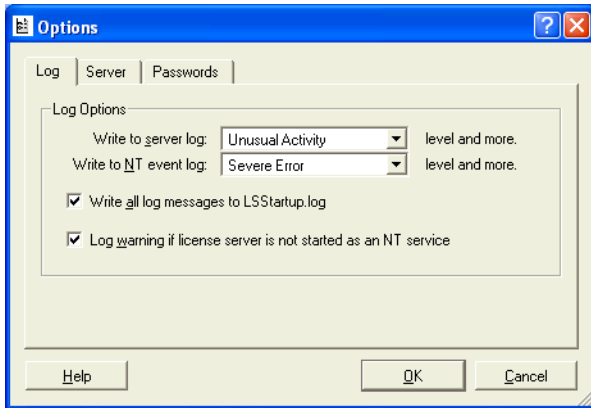 Options
Log Server Passwords
Log Options
Write to server log: Unusual Activity level and more.
Write to NT event log: Severe Error level and more.
Write all log messages to LSStartup.log
Log warning if license server is not started as an NT service
Help OK Cancel